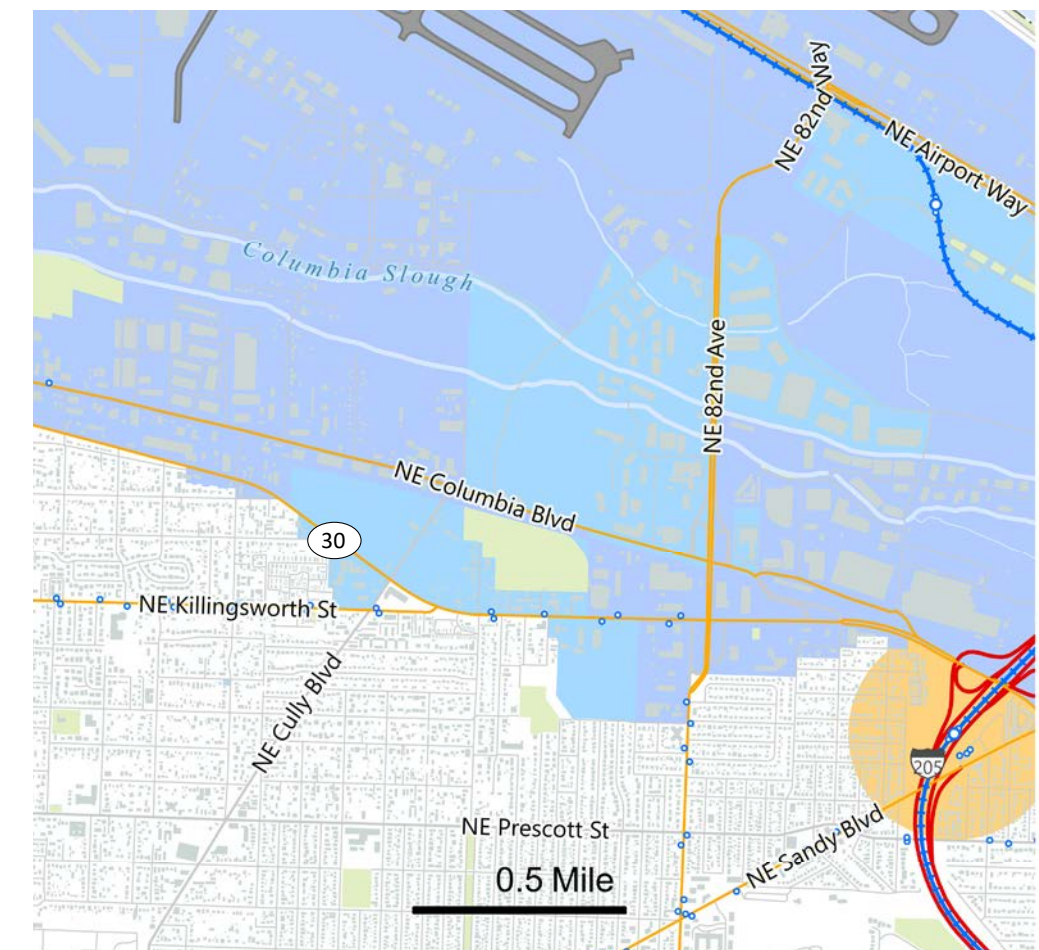 NE 82nd Way
NE Airport Way
Columbia Slough
NE 82nd Ave
NE Columbia Blvd
30
NE Killingsworth St
NE Cully Blvd
205
NE Prescott St
NE Sandy Blvd
0.5 Mile